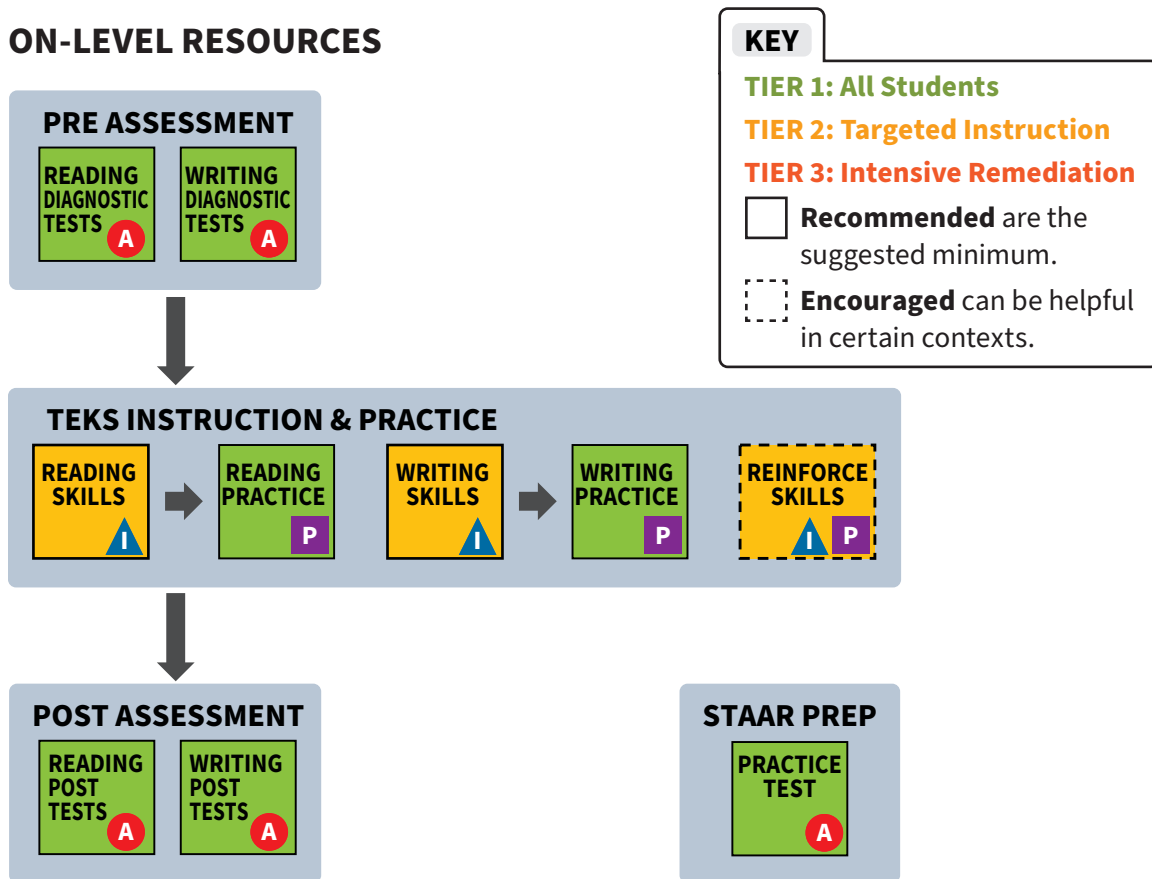 ON-LEVEL RESOURCES
KEY
TIER 1: All Students
TIER 2: Targeted Instruction
TIER 3: Intensive Remediation
Recommended are the
suggested minimum.
Encouraged can be helpful
in certain contexts.
PRE ASSESSMENT
READING
DIAGNOSTIC
TESTS
A
WRITING
DIAGNOSTIC
TESTS
A
TEKS INSTRUCTION & PRACTICE
READING
SKILLS
I
READING
PRACTICE
P
WRITING
SKILLS
I
WRITING
PRACTICE
P
REINFORCE
SKILLS
I P
POST ASSESSMENT
READING
POST
TESTS
A
WRITING
POST
TESTS
A
STAAR PREP
PRACTICE
TEST
A